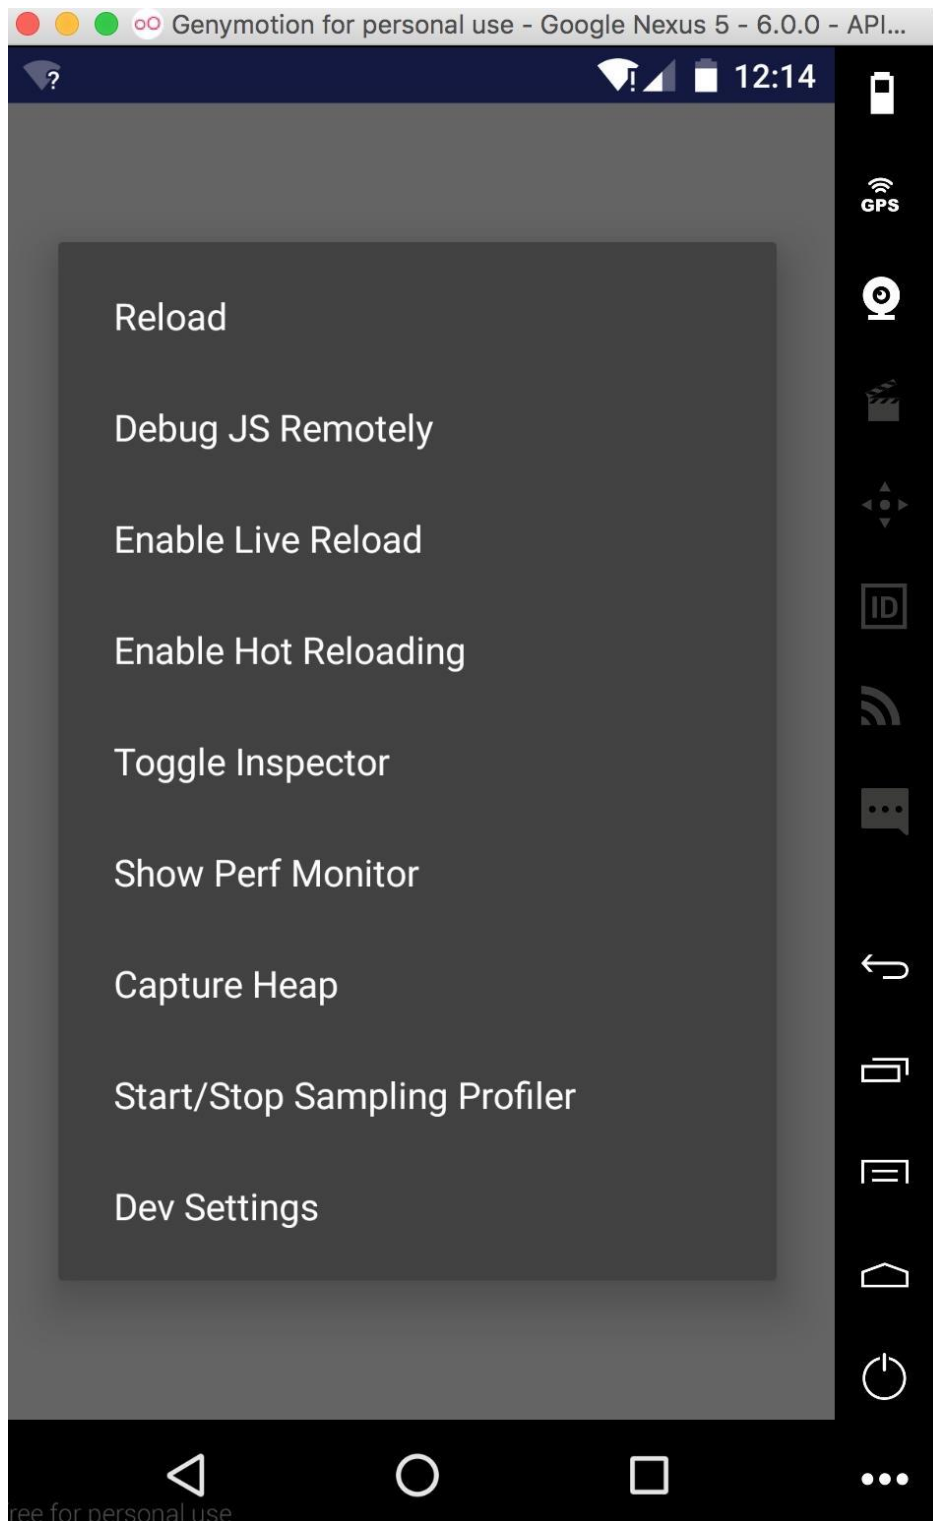 Genymotion for personal use - Google Nexus 5 - 6.0.0 - API...
12:14
GPS
Reload
Debug JS Remotely
Enable Live Reload
Enable Hot Reloading
ID
Toggle Inspector
Show Perf Monitor
Capture Heap
Start/Stop Sampling Profiler
Dev Settings
ree for personal use